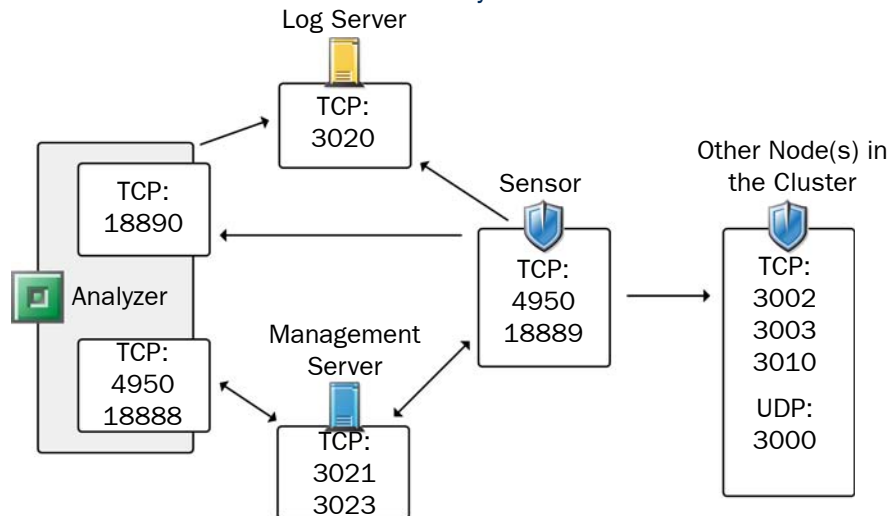 Log Server
TCP:
3020
TCP:
18890
Analyzer
TCP:
4950
18888
Management
Server
TCP:
3021
3023
Sensor
TCP:
4950
18889
Other Node(s) in
the Cluster
TCP:
3002
3003
3010
UDP:
3000